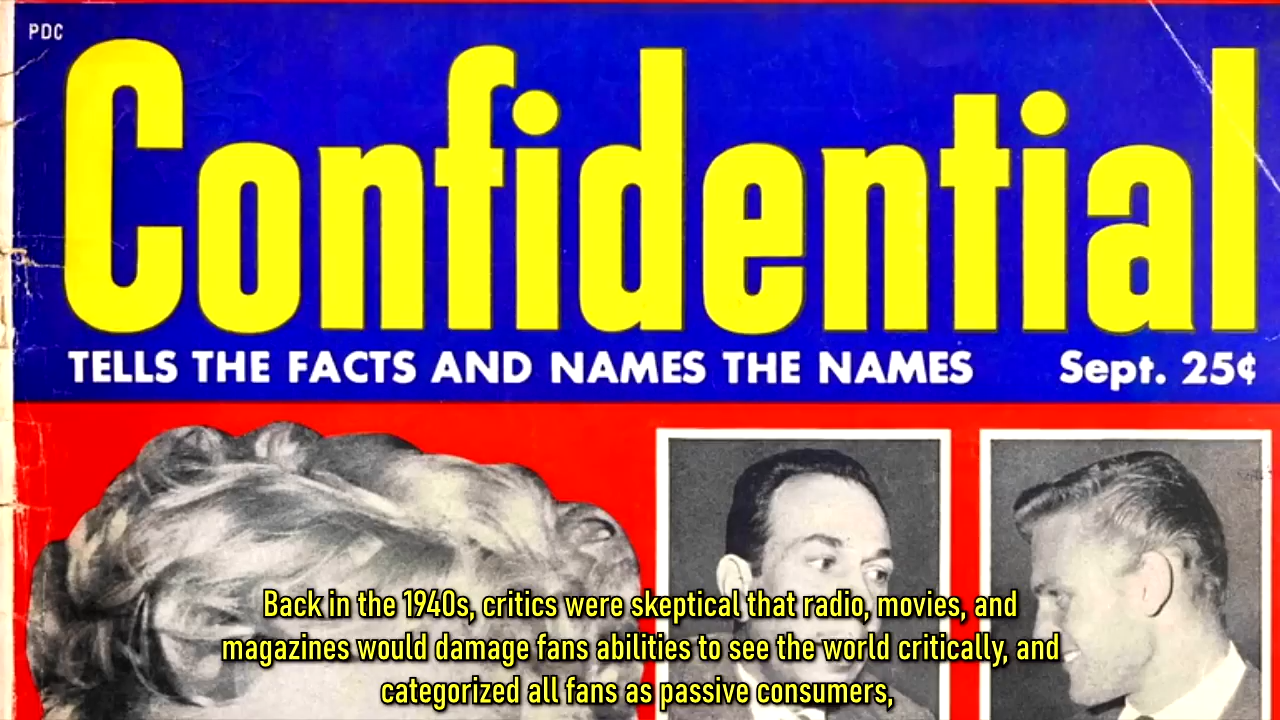 PDC
Confidential
TELLS THE FACTS AND NAMES THE NAMES Sept. 25¢
Back in the 1940s, critics were skeptical that radio, movies, and
magazines would damage fans abilities to see the world critically, and
categorized all fans as passive consumers,